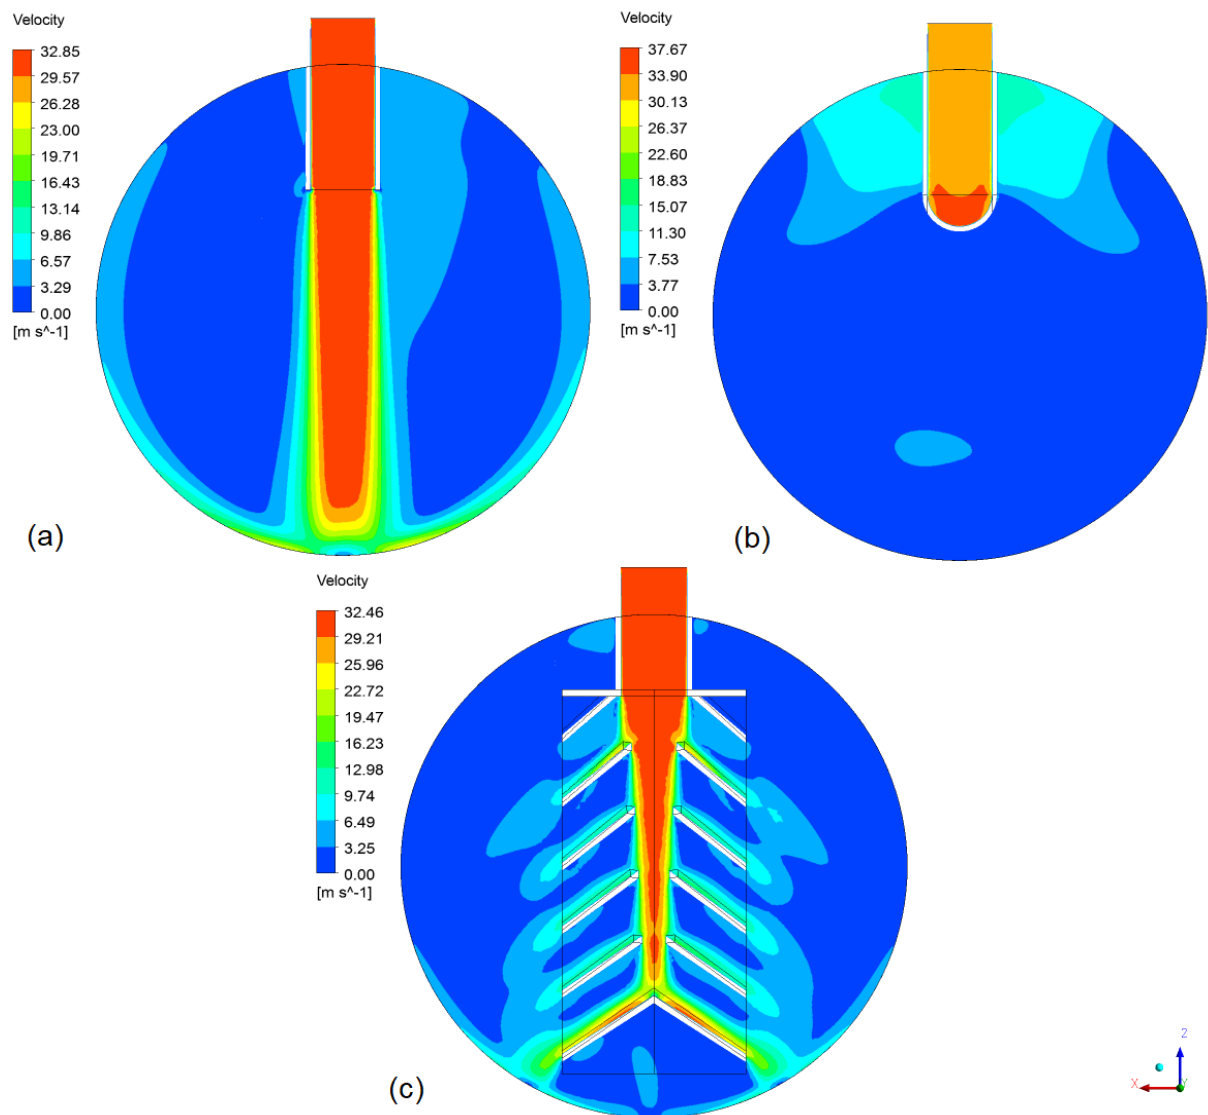 Velocity
32.85
29.57
26.28
23.00
19.71
16.43
13.14
9.86
6.57
3.29
0.00
[m s^-1]
(a)
Velocity
37.67
33.90
30.13
26.37
22.60
18.83
15.07
11.30
7.53
3.77
0.00
[m s^-1]
(b)
Velocity
32.46
29.21
25.96
22.72
19.47
16.23
12.98
9.74
6.49
3.25
0.00
[m s^-1]
(c)
Z
X
Y